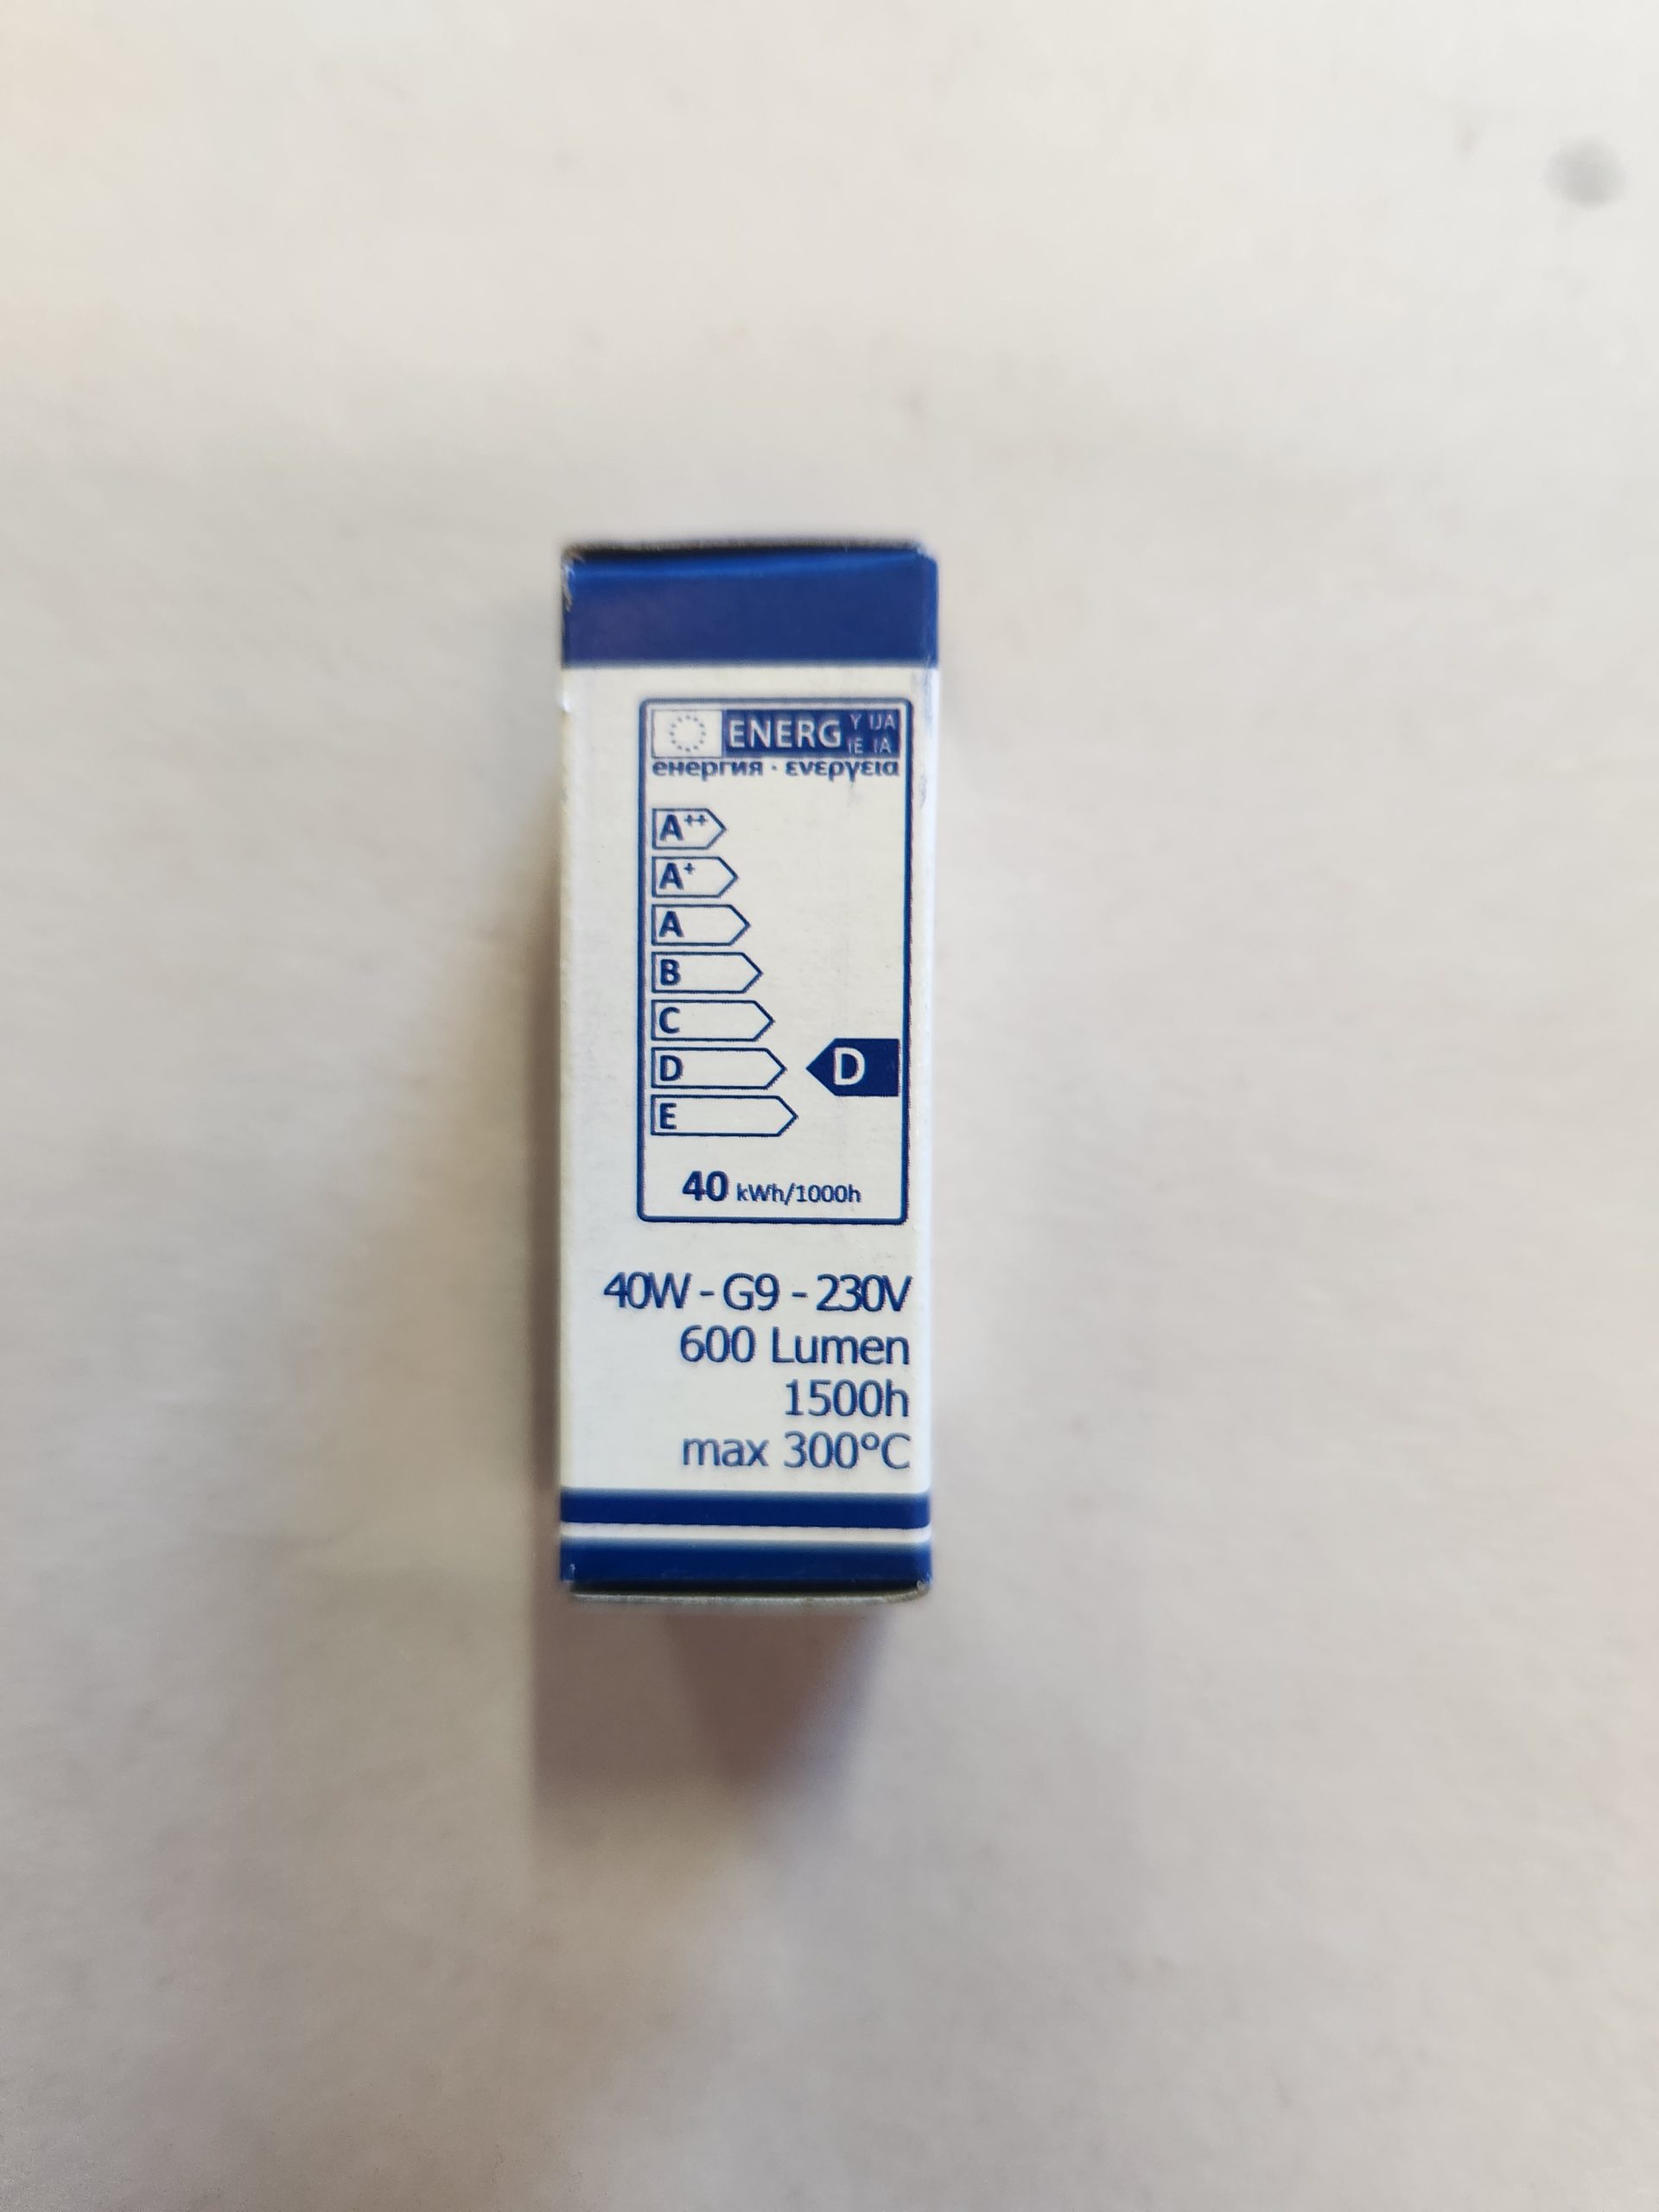 ENERG Y IJA
IE IA
енергия · ενεργεια
A++
A+
A
B
C
D D
E
40 kWh/1000h
40W - G9 - 230V
600 Lumen
1500h
max 300°C